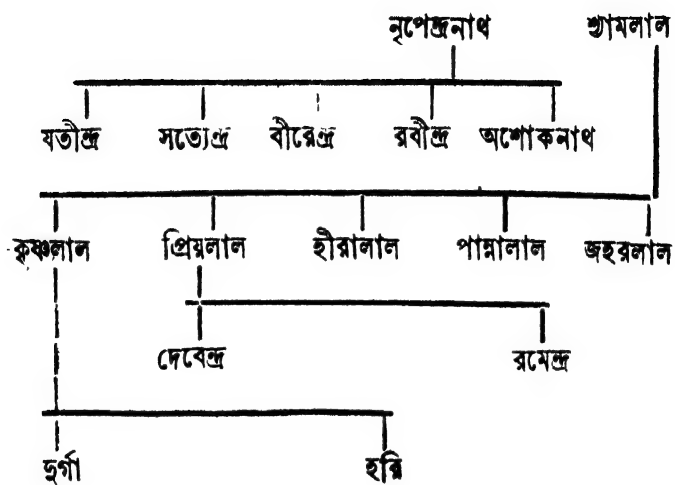 নৃপেন্দ্রনাথ শ্যামলাল
যতীন্দ্র সত্যেন্দ্র বীরেন্দ্র রবীন্দ্র অশোকনাথ
কৃষ্ণলাল প্রিয়লাল হীরালাল পান্নালাল জহরলাল
দেবেন্দ্র রমেন্দ্র
দুর্গা হরি